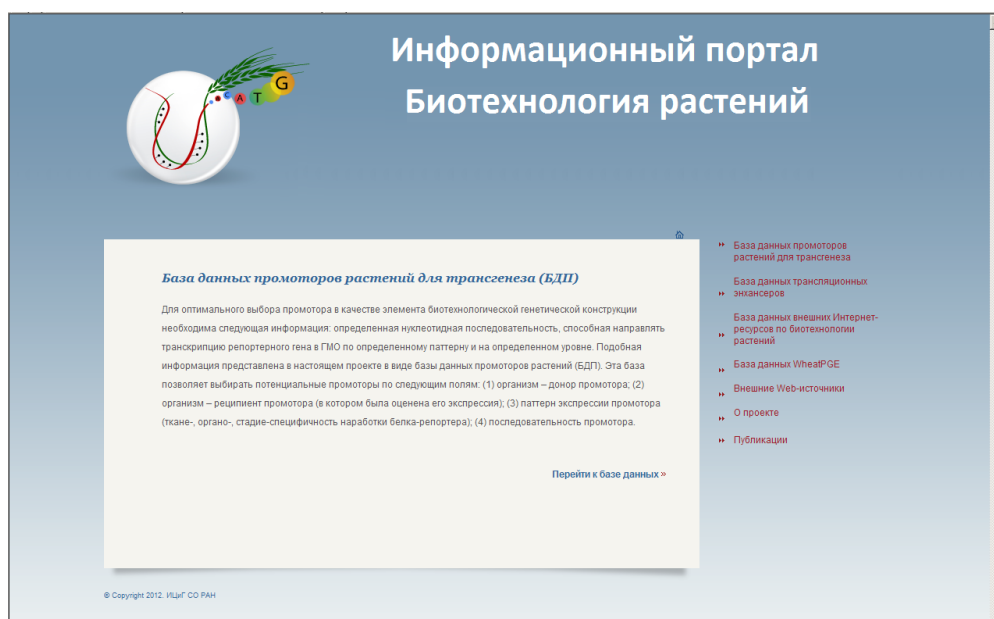 Информационный портал
Биотехнология растений
C A T G
База данных промоторов растений для трансгенеза (БДП)
Для оптимального выбора промотора в качестве элемента биотехнологической генетической конструкции
необходима следующая информация: определенная нуклеотидная последовательность, способная направлять
транскрипцию репортерного гена в ГМО по определенному паттерну и на определенном уровне. Подобная
информация представлена в настоящем проекте в виде базы данных промоторов растений (БДП). Эта база
позволяет выбирать потенциальные промоторы по следующим полям: (1) организм – донор промотора; (2)
организм – реципиент промотора (в котором была оценена его экспрессия); (3) паттерн экспрессии промотора
(ткане-, органо-, стадие-специфичность наработки белка-репортера); (4) последовательность промотора.
Перейти к базе данных »
База данных промоторов
растений для трансгенеза
База данных трансляционных
энхансеров
База данных внешних Интернет-
ресурсов по биотехнологии
растений
База данных WheatPGE
Внешние Web-источники
О проекте
Публикации
© Copyright 2012. ИЦиГ СО РАН